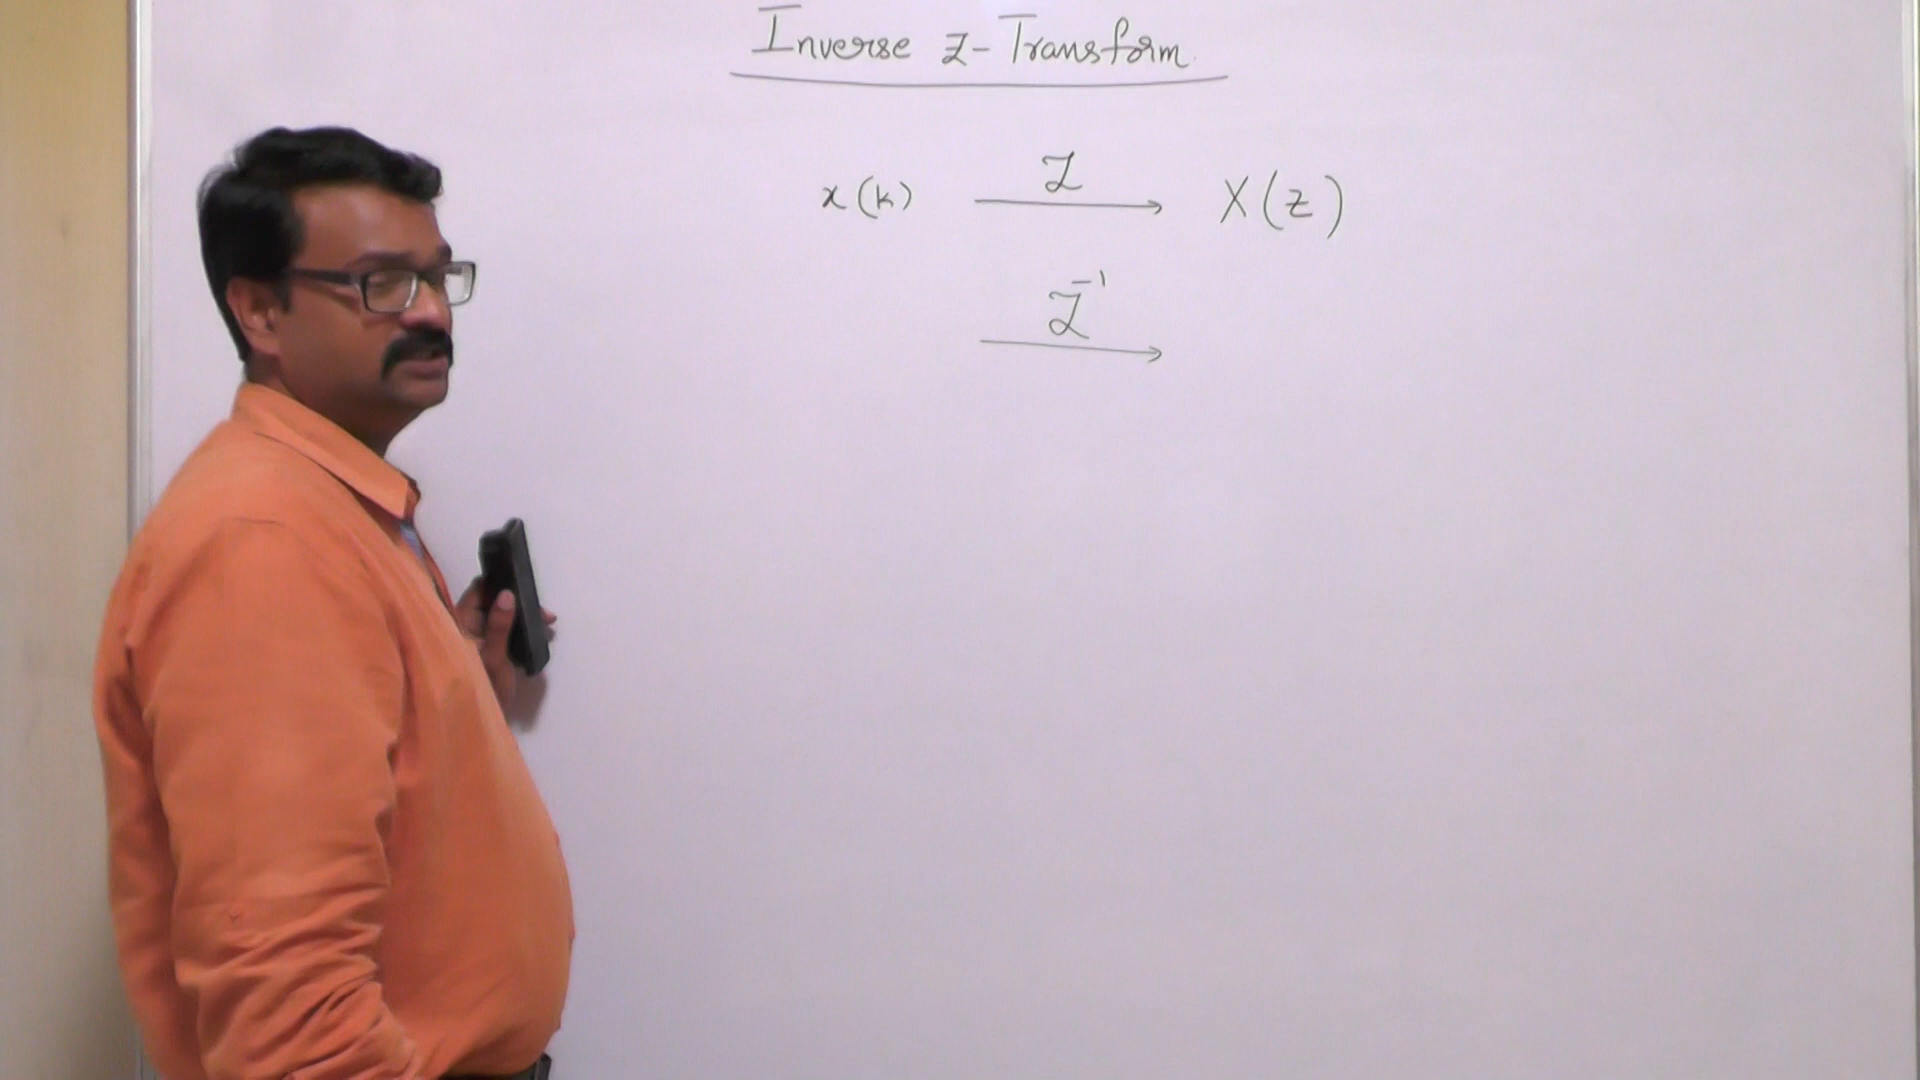 Inverse Z-Transform
x(k) Z → X(z)
Z⁻¹ →